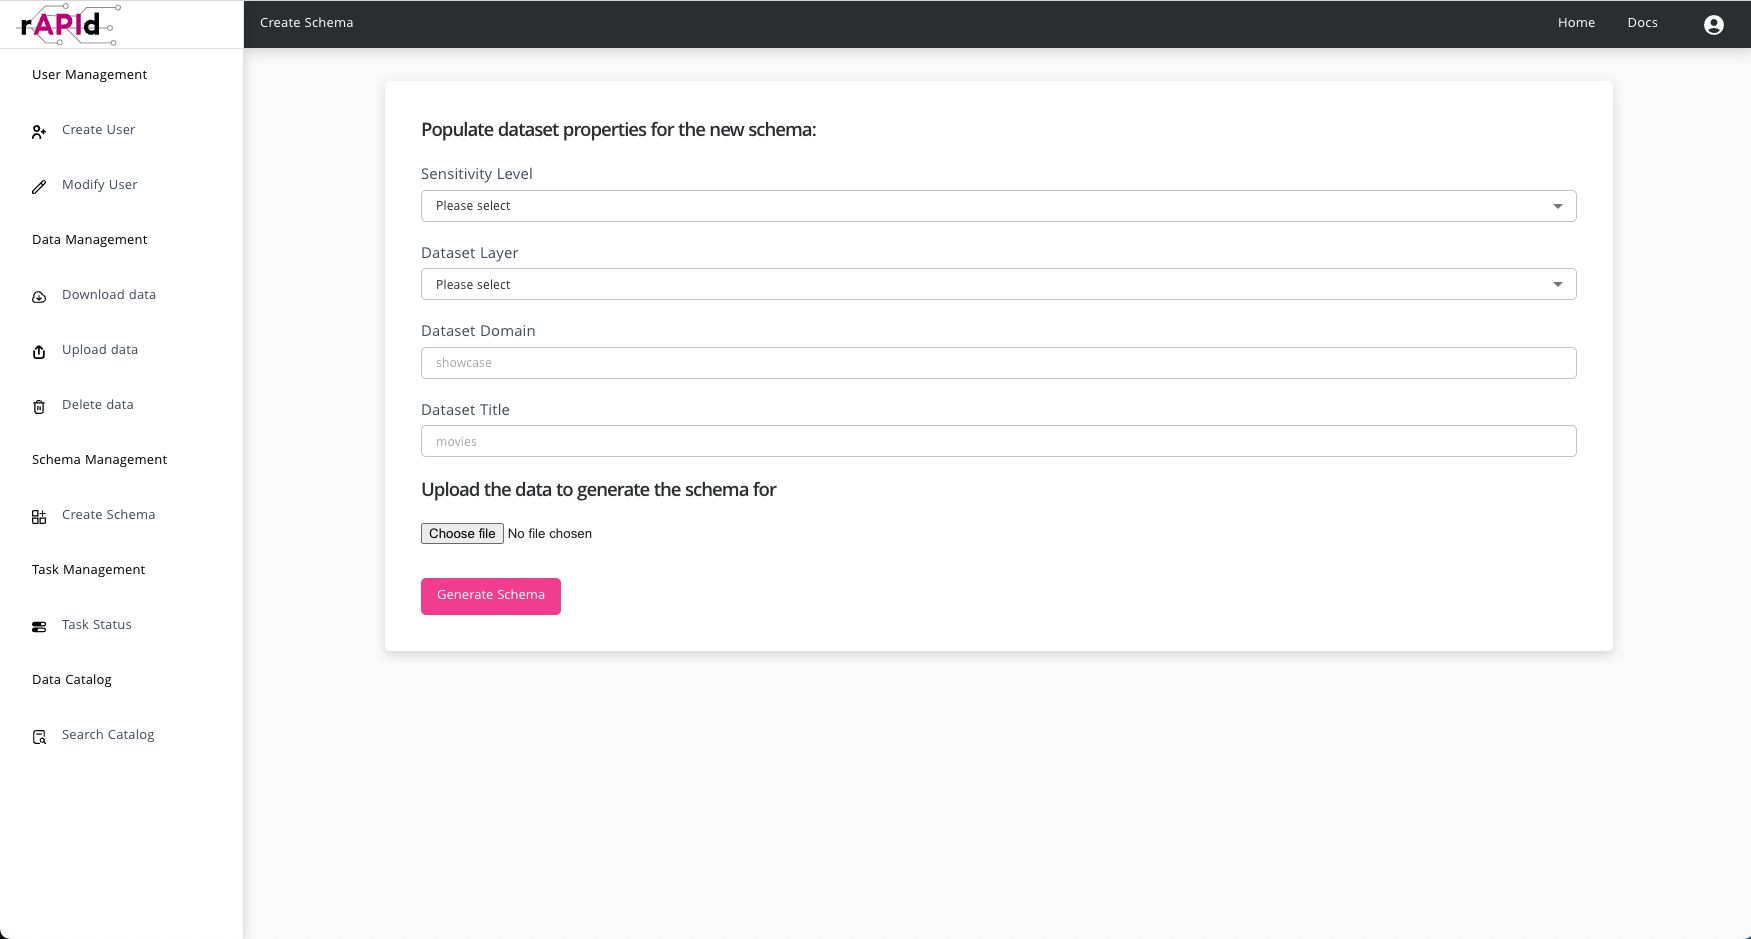 rAPId
Create Schema
Home
Docs
User Management
Create User
Modify User
Data Management
Download data
Upload data
Delete data
Schema Management
Create Schema
Task Management
Task Status
Data Catalog
Search Catalog
Populate dataset properties for the new schema:
Sensitivity Level
Please select
Dataset Layer
Please select
Dataset Domain
showcase
Dataset Title
movies
Upload the data to generate the schema for
Choose file No file chosen
Generate Schema